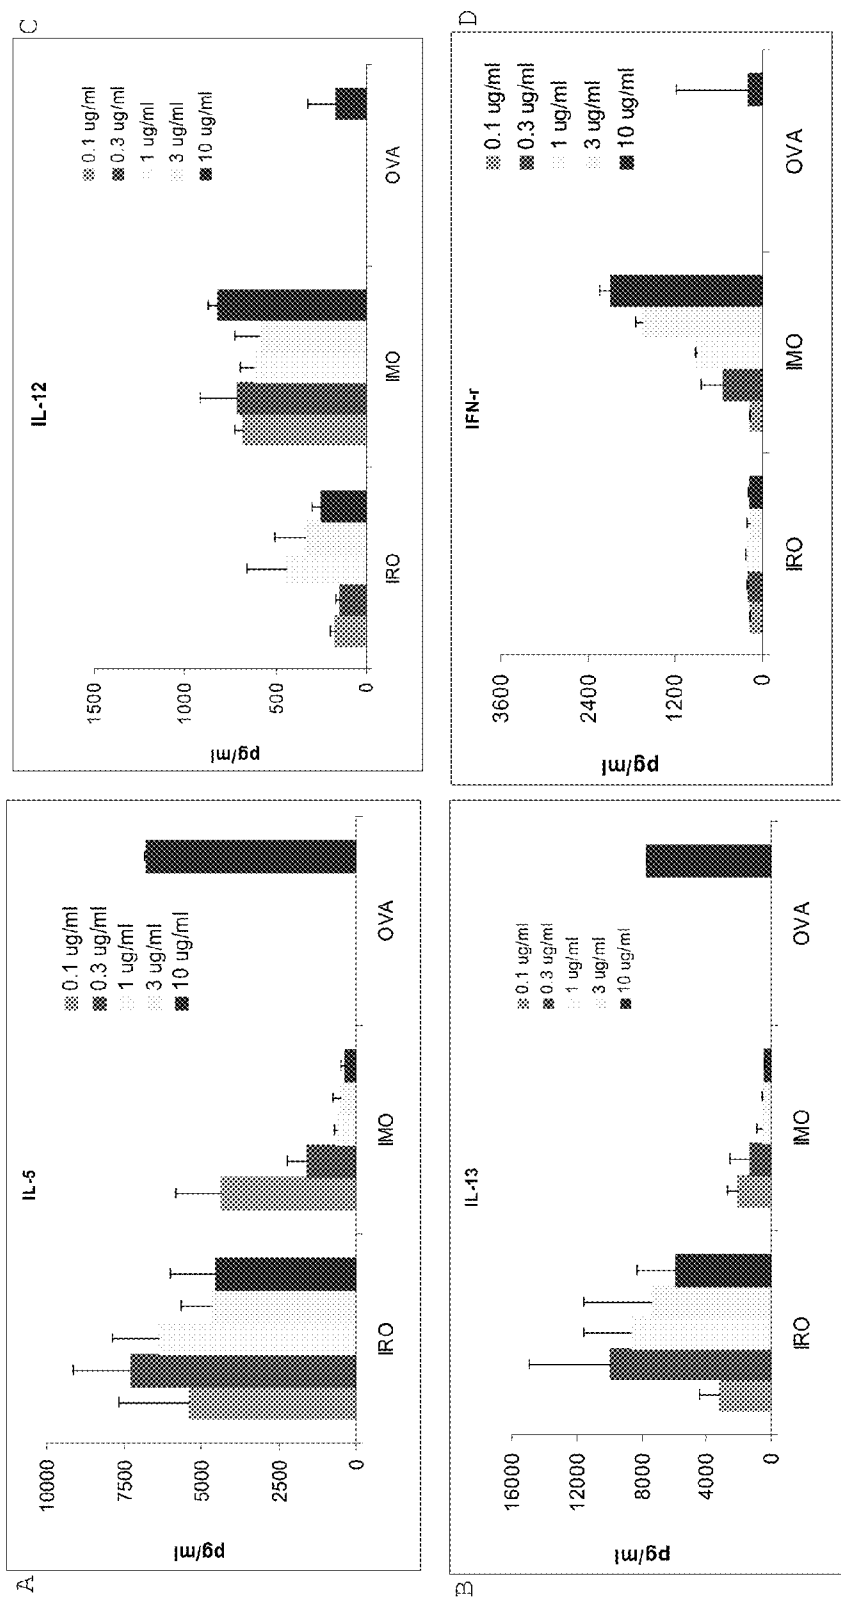 A
IL-5
10000
7500
5000
2500
0
pg/ml
0.1 ug/ml
0.3 ug/ml
1 ug/ml
3 ug/ml
10 ug/ml
IRO
IMO
OVA
C
IL-12
1500
1000
500
0
pg/ml
0.1 ug/ml
0.3 ug/ml
1 ug/ml
3 ug/ml
10 ug/ml
IRO
IMO
OVA
B
IL-13
16000
12000
8000
4000
0
pg/ml
0.1 ug/ml
0.3 ug/ml
1 ug/ml
3 ug/ml
10 ug/ml
IRO
IMO
OVA
D
IFN-r
3600
2400
1200
0
pg/ml
0.1 ug/ml
0.3 ug/ml
1 ug/ml
3 ug/ml
10 ug/ml
IRO
IMO
OVA